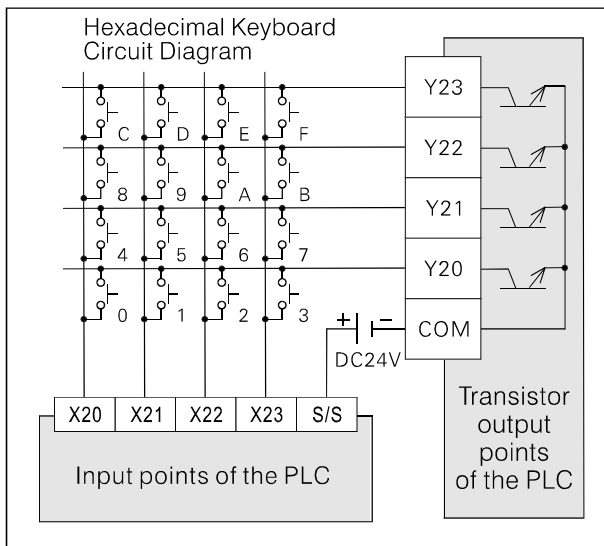 Hexadecimal Keyboard
Circuit Diagram
Y23
C D E F
Y22
8 9 A B
Y21
4 5 6 7
Y20
0 1 2 3
+ − COM
DC24V
X20 X21 X22 X23 S/S
Input points of the PLC
Transistor
output
points
of the PLC